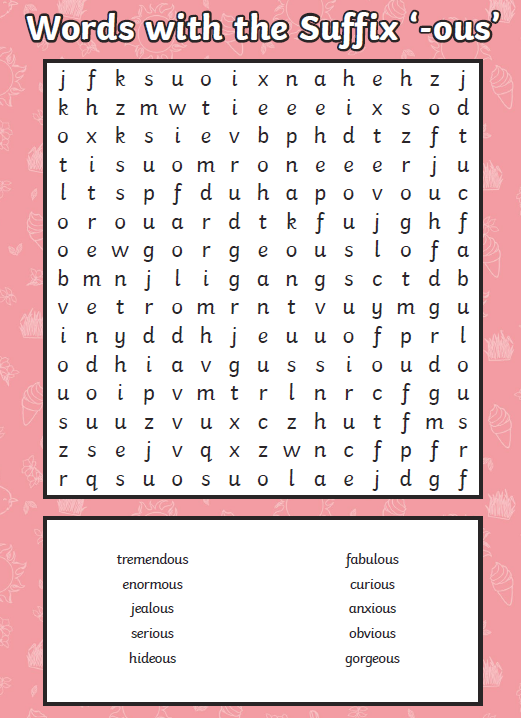 Words with the Suffix ‘-ous’
j f k s u o i x n a h e h z j
k h z m w t i e e e i x s o d
o x k s i e v b p h d t z f t
t i s u o m r o n e e e r j u
l t s p f d u h a p o v o u c
o r o u a r d t k f u j g h f
o e w g o r g e o u s l o f a
b m n j l i g a n g s c t d b
v e t r o m r n t v u y m g u
i n y d d h j e u u o f p r l
o d h i a v g u s s i o u d o
u o i p v m t r l n r c f g u
s u u z v u x c z h u t f m s
z s e j v q x z w n c f p f r
r q s u o s u o l a e j d g f
tremendous fabulous
enormous curious
jealous anxious
serious obvious
hideous gorgeous